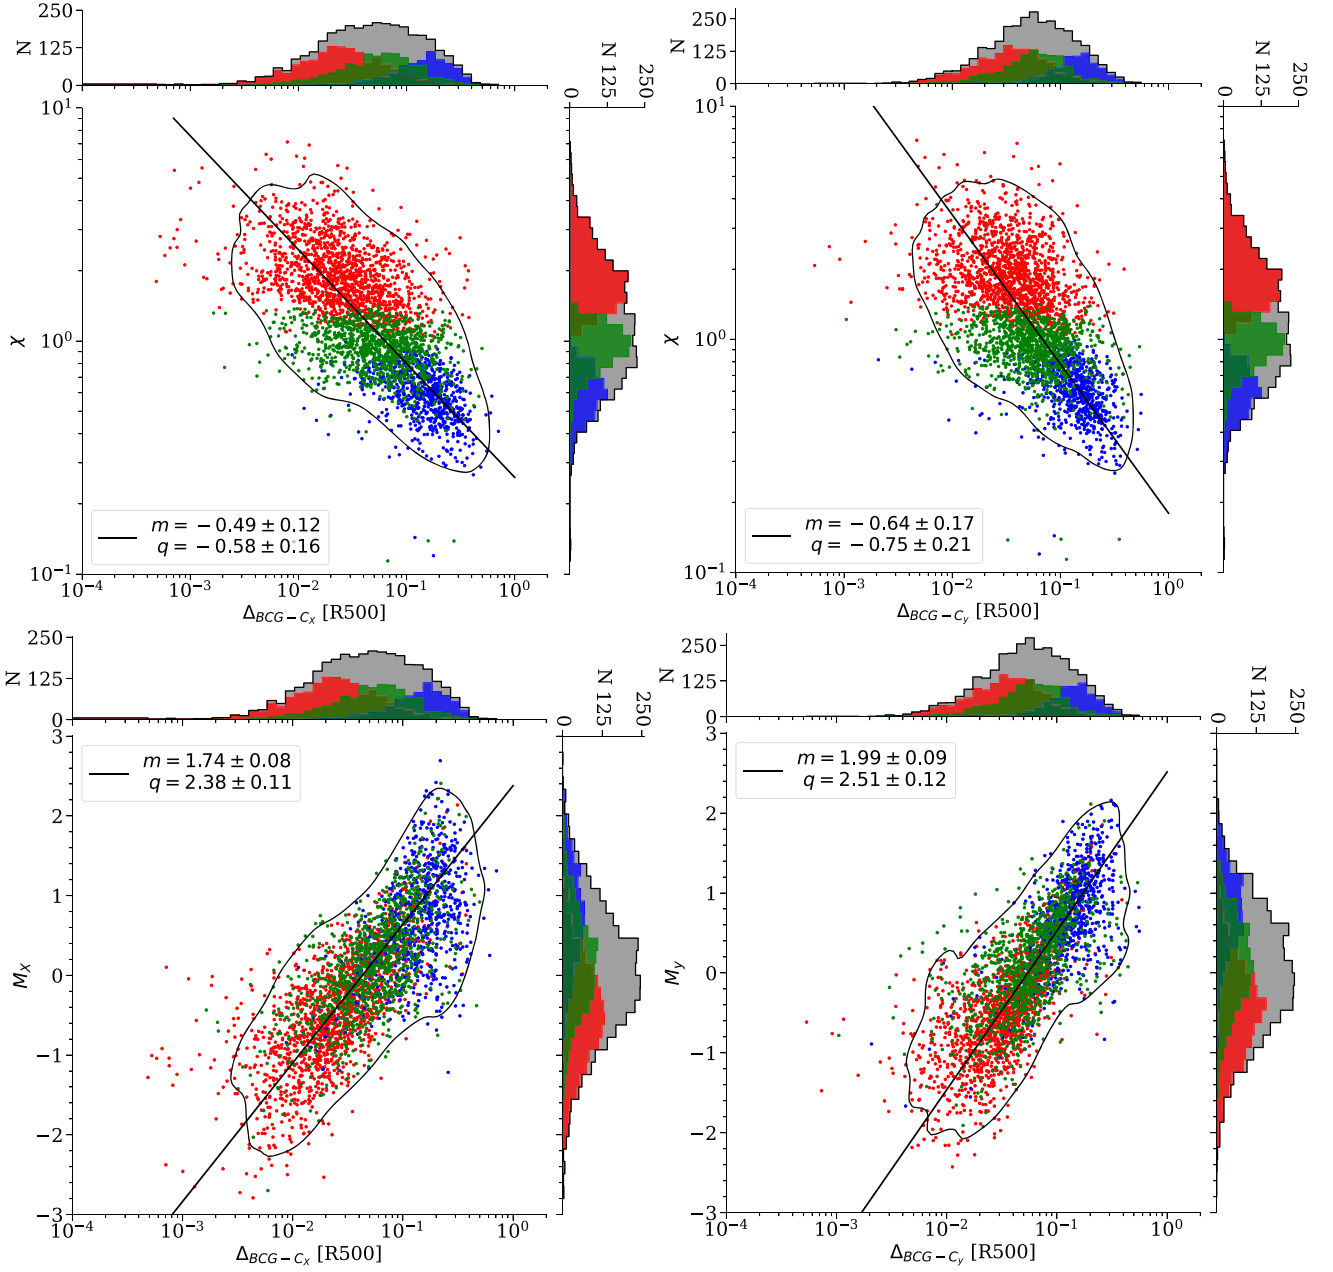 250
125
0
N
N 125
0
250
10^1
10^0
10^-1
χ
m = − 0.49 ± 0.12
q = − 0.58 ± 0.16
10^-4 10^-3 10^-2 10^-1 10^0
Δ_BCG−C_x [R500]
250
125
0
N
N 125
0
250
10^1
10^0
10^-1
χ
m = − 0.64 ± 0.17
q = − 0.75 ± 0.21
10^-4 10^-3 10^-2 10^-1 10^0
Δ_BCG−C_y [R500]
250
125
0
N
N 125
0
250
3
2
1
0
−1
−2
−3
M_X
m = 1.74 ± 0.08
q = 2.38 ± 0.11
10^-4 10^-3 10^-2 10^-1 10^0
Δ_BCG−C_x [R500]
250
125
0
N
N 125
0
250
3
2
1
0
−1
−2
−3
M_y
m = 1.99 ± 0.09
q = 2.51 ± 0.12
10^-4 10^-3 10^-2 10^-1 10^0
Δ_BCG−C_y [R500]